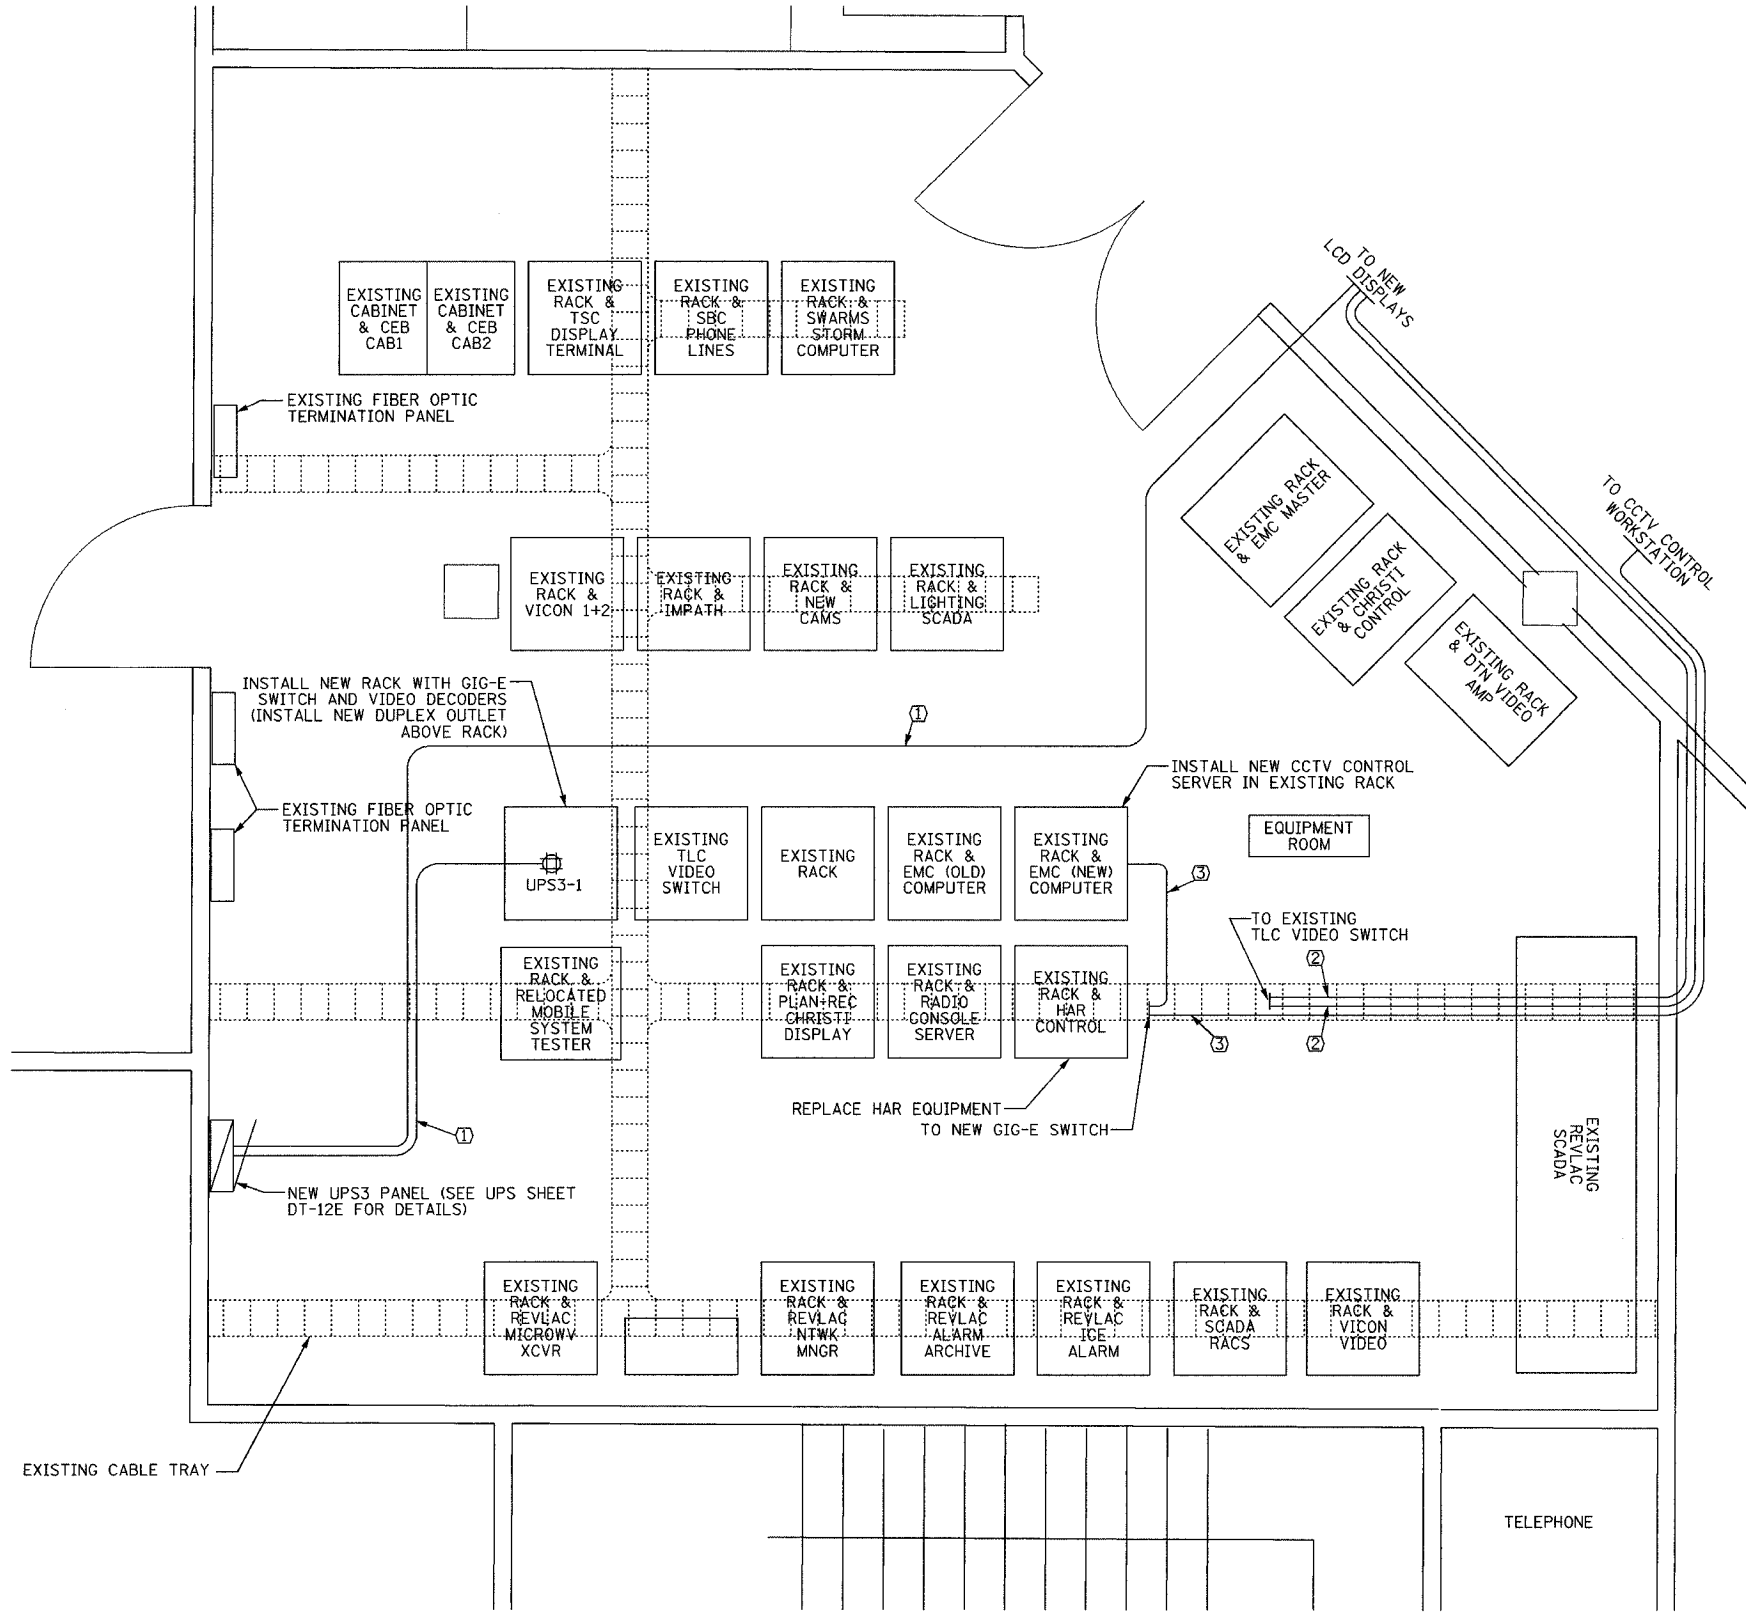 TO NEW
LCD DISPLAYS
EXISTING
CABINET
& CEB
CAB1
EXISTING
CABINET
& CEB
CAB2
EXISTING
RACK &
TSC
DISPLAY
TERMINAL
EXISTING
RACK &
SBC
PHONE
LINES
EXISTING
RACK &
SWARMS
STORM
COMPUTER
EXISTING FIBER OPTIC
TERMINATION PANEL
EXISTING RACK
& EMC MASTER
TO CCTV CONTROL
WORKSTATION
EXISTING RACK
& CHRISTI
CONTROL
EXISTING
RACK &
VICON 1+2
EXISTING
RACK &
IMPATH
EXISTING
RACK &
NEW
CAMS
EXISTING
RACK &
LIGHTING
SCADA
EXISTING RACK
& DTN VIDEO
AMP
INSTALL NEW RACK WITH GIG-E
SWITCH AND VIDEO DECODERS
(INSTALL NEW DUPLEX OUTLET
ABOVE RACK)
1
INSTALL NEW CCTV CONTROL
SERVER IN EXISTING RACK
EXISTING FIBER OPTIC
TERMINATION PANEL
UPS3-1
EXISTING
TLC
VIDEO
SWITCH
EXISTING
RACK
EXISTING
RACK &
EMC (OLD)
COMPUTER
EXISTING
RACK &
EMC (NEW)
COMPUTER
EQUIPMENT
ROOM
3
TO EXISTING
TLC VIDEO SWITCH
2
EXISTING
RACK &
RELOCATED
MOBILE
SYSTEM
TESTER
EXISTING
RACK &
PLAN-REC
CHRISTI
DISPLAY
EXISTING
RACK &
RADIO
CONSOLE
SERVER
EXISTING
RACK &
HAR
CONTROL
3
2
REPLACE HAR EQUIPMENT
TO NEW GIG-E SWITCH
1
EXISTING
REVLAC
SCADA
NEW UPS3 PANEL (SEE UPS SHEET
DT-12E FOR DETAILS)
EXISTING
RACK &
REVLAC
MICROWV
XCVR
EXISTING
RACK &
REVLAC
NTWK
MNGR
EXISTING
RACK &
REVLAC
ALARM
ARCHIVE
EXISTING
RACK &
REVLAC
ICE
ALARM
EXISTING
RACK &
SCADA
RACS
EXISTING
RACK &
VICON
VIDEO
EXISTING CABLE TRAY
TELEPHONE